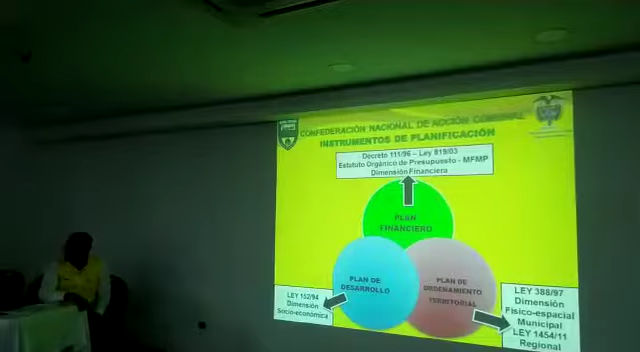 CONFEDERACIÓN NACIONAL DE ACCIÓN COMUNAL
INSTRUMENTOS DE PLANIFICACIÓN
Decreto 111/96 – Ley 819/03
Estatuto Orgánico de Presupuesto - MFMP
Dimensión Financiera
PLAN
FINANCIERO
PLAN DE
DESARROLLO
PLAN DE
ORDENAMIENTO
TERRITORIAL
LEY 152/94
Dimensión
Socio-económica
LEY 388/97
Dimensión
Físico-espacial
Municipal
LEY 1454/11
Regional